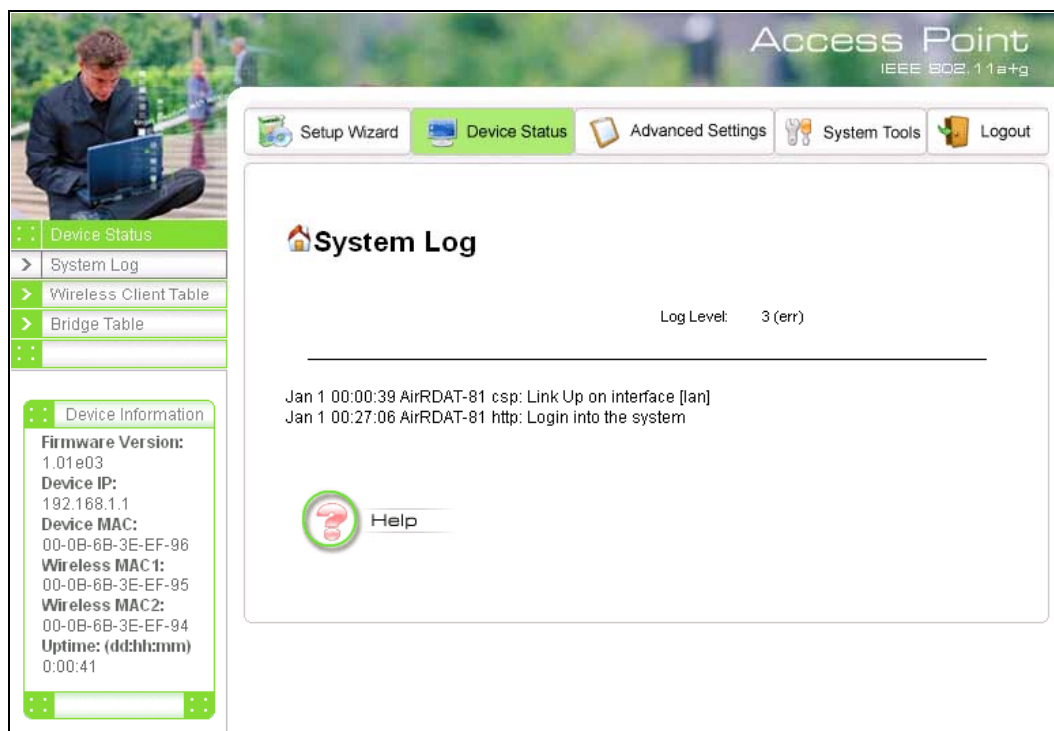 Access Point
IEEE 802.11a+g
Setup Wizard
Device Status
Advanced Settings
System Tools
Logout
Device Status
System Log
Wireless Client Table
Bridge Table
Device Information
Firmware Version:
1.01e03
Device IP:
192.168.1.1
Device MAC:
00-0B-6B-3E-EF-96
Wireless MAC1:
00-0B-6B-3E-EF-95
Wireless MAC2:
00-0B-6B-3E-EF-94
Uptime: (dd:hh:mm)
0:00:41
System Log
Log Level: 3 (err)
Jan 1 00:00:39 AirRDAT-81 csp: Link Up on interface [lan]
Jan 1 00:27:06 AirRDAT-81 http: Login into the system
Help